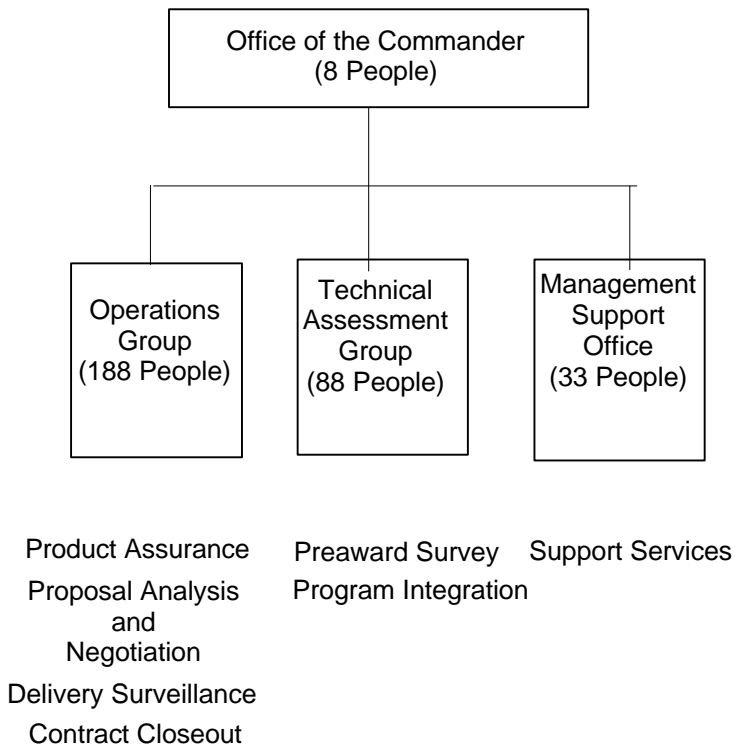 Office of the Commander
(8 People)
Operations
Group
(188 People)
Technical
Assessment
Group
(88 People)
Management
Support
Office
(33 People)
Product Assurance
Proposal Analysis
and
Negotiation
Delivery Surveillance
Contract Closeout
Preaward Survey
Program Integration
Support Services